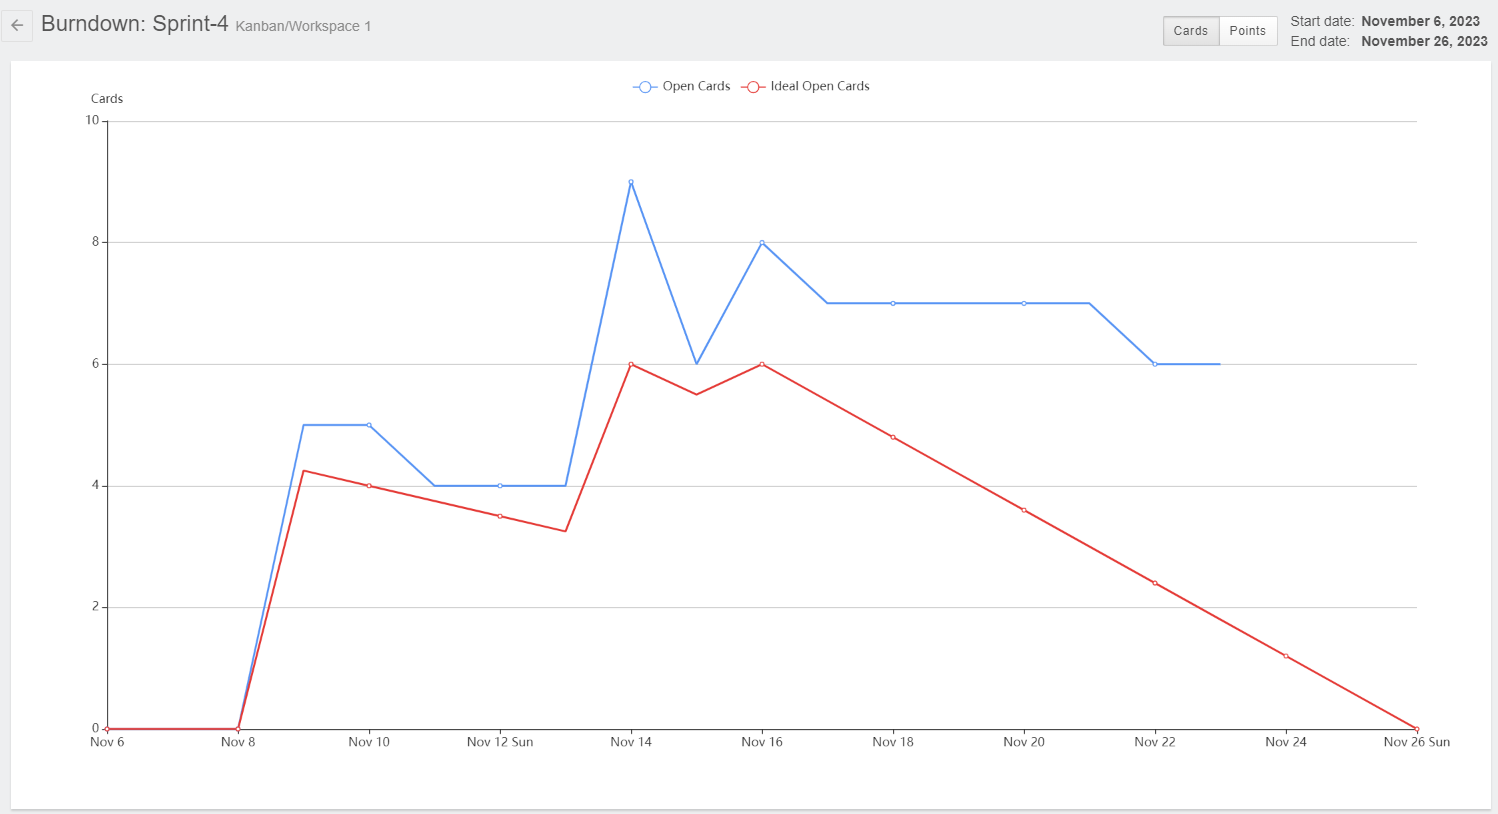 Burndown: Sprint-4 Kanban/Workspace 1
Cards Points
Start date: November 6, 2023
End date: November 26, 2023
Open Cards Ideal Open Cards
Cards
10
8
6
4
2
0
Nov 6 Nov 8 Nov 10 Nov 12 Sun Nov 14 Nov 16 Nov 18 Nov 20 Nov 22 Nov 24 Nov 26 Sun